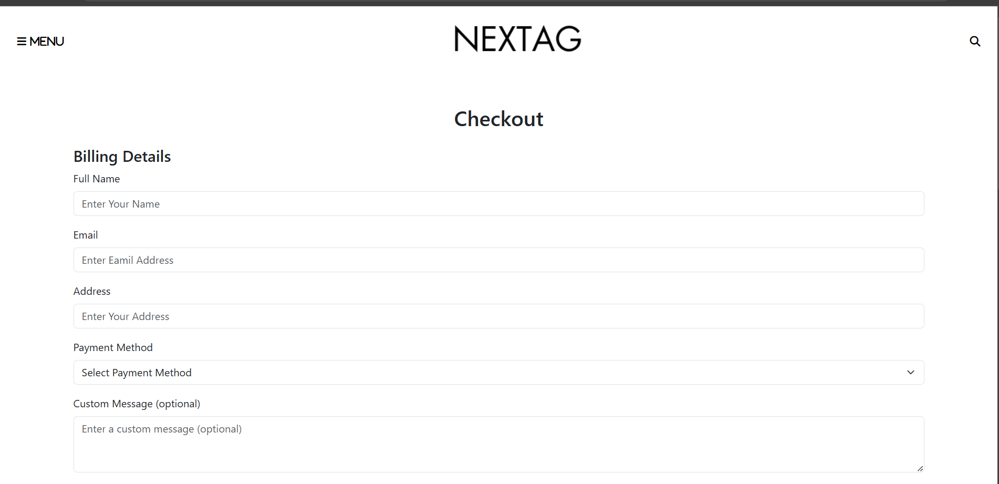 MENU
NEXTAG
Checkout
Billing Details
Full Name
Enter Your Name
Email
Enter Eamil Address
Address
Enter Your Address
Payment Method
Select Payment Method
Custom Message (optional)
Enter a custom message (optional)